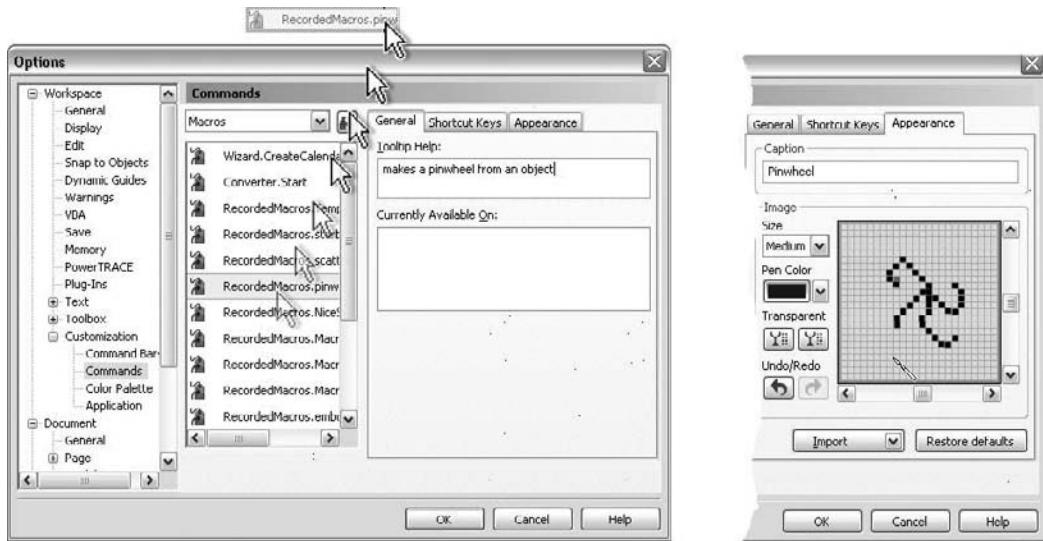 RecordedMacros.pinw
Options
Workspace
General
Display
Edit
Snap to Objects
Dynamic Guides
Warnings
VBA
Save
Memory
PowerTRACE
Plug-Ins
Text
Toolbox
Customization
Command Bar
Commands
Color Palette
Application
Document
General
Page
Commands
Macros
Wizard.CreateCalenda
Converter.Start
RecordedMacros.Temp
RecordedMacros.
RecordedMacros.scatt
RecordedMacros.pinw
RecordedMacros.NiceS
RecordedMacros.Macr
RecordedMacros.Macr
RecordedMacros.Macr
RecordedMacros.embo
General Shortcut Keys Appearance
Tooltip Help:
makes a pinwheel from an object
Currently Available On:
OK Cancel Help
General Shortcut Keys Appearance
Caption
Pinwheel
Image
Size
Medium
Pen Color
Transparent
Undo/Redo
Import Restore defaults
OK Cancel Help